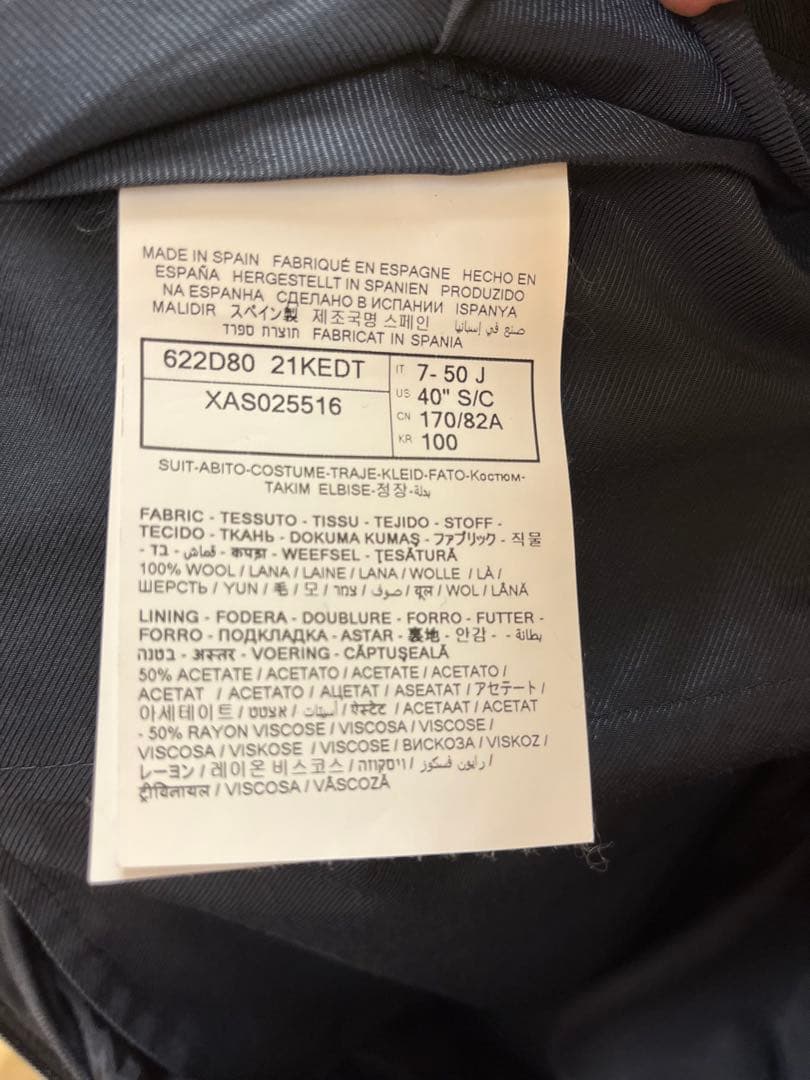 MADE IN SPAIN FABRIQUÉ EN ESPAGNE HECHO EN
ESPAÑA HERGESTELLT IN SPANIEN PRODUZIDO
NA ESPANHA СДЕЛАНО В ИСПАНИИ ISPANYA
MALIDIR スペイン製 제조국명 스페인 صنع في إسبانيا
תוצרת ספרד FABRICAT IN SPANIA
622D80 21KEDT
XAS025516
IT 7- 50 J
US 40" S/C
CN 170/82A
KR 100
SUIT-ABITO-COSTUME-TRAJE-KLEID-FATO-Костюм-
TAKIM ELBISE-정장-بدلة
FABRIC - TESSUTO - TISSU - TEJIDO - STOFF -
TECIDO - ТКАНЬ - DOKUMA KUMAŞ - ファブリック - 직물
- בד - قماش - कपड़ा - WEEFSEL - ŢESĂTURĂ
100% WOOL / LANA / LAINE / LANA / WOLLE / LÀ /
ШЕРСТЬ / YUN / 毛 / 모 / צמר / صوف / वूल / WOL / LÂNĂ
LINING - FODERA - DOUBLURE - FORRO - FUTTER -
FORRO - ПОДКЛАДКА - ASTAR - 裏地 - 안감 - بطانة -
בטנה - अस्तर - VOERING - CĂPTUŞEALĂ
50% ACETATE / ACETATO / ACETATE / ACETATO /
ACETAT / ACETATO / АЦЕТАТ / ASEATAT / アセテート /
아세테이트 / אצטט / أسيتات / ऐस्टेट / ACETAAT / ACETAT
- 50% RAYON VISCOSE / VISCOSA / VISCOSE /
VISCOSA / VISKOSE / VISCOSE / ВИСКОЗА / VISKOZ /
レーヨン / 레이온 비스코스 / ויסקוזה / رايون فسكوز /
VISCOSA / VÂSCOZĂ